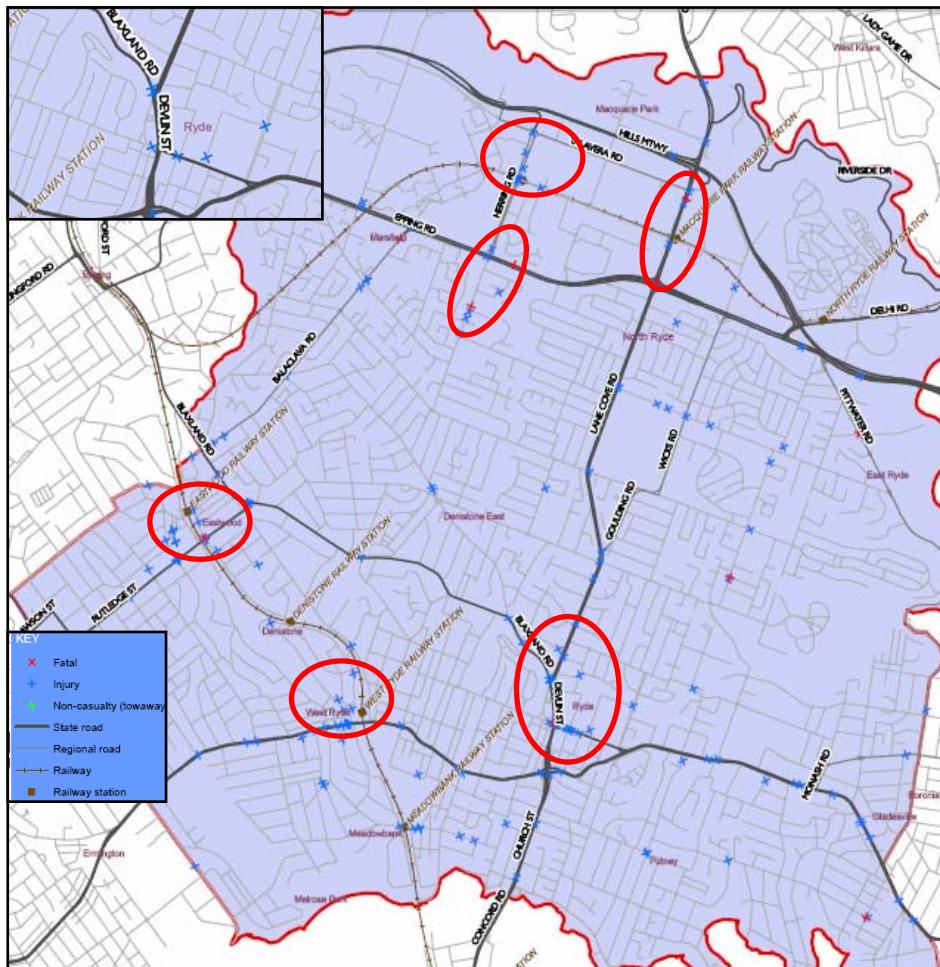 BLAXLAND RD
DEVLIN ST
Ryde
RAILWAY STATION
LADY GAME DR
West Killara
Macquarie Park
HILLS MTWY
TALAVERA RD
MACQUARIE PARK RAILWAY STATION
RIVERSIDE DR
HERRING RD
EPPING RD
Marsfield
Epping
NORTH RYDE RAILWAY STATION
DELHI RD
North Ryde
BALACLAVA RD
LANE COVE RD
PITTWATER RD
BLAXLAND RD
WICKS RD
East Ryde
EASTWOOD RAILWAY STATION
Eastwood
Denistone East
GOULDING RD
RUTLEDGE ST
DENISTONE RAILWAY STATION
Denistone
BLAXLAND RD
DEVLIN ST
Ryde
WEST RYDE RAILWAY STATION
West Ryde
KEY
Fatal
Injury
Non-casualty (towaway
State road
Regional road
Railway
Railway station
MONASH RD
MEADOWBANK RAILWAY STATION
Meadowbank
Gladesville
Ermington
CHURCH ST
Putney
Melrose Park
CONCORD RD